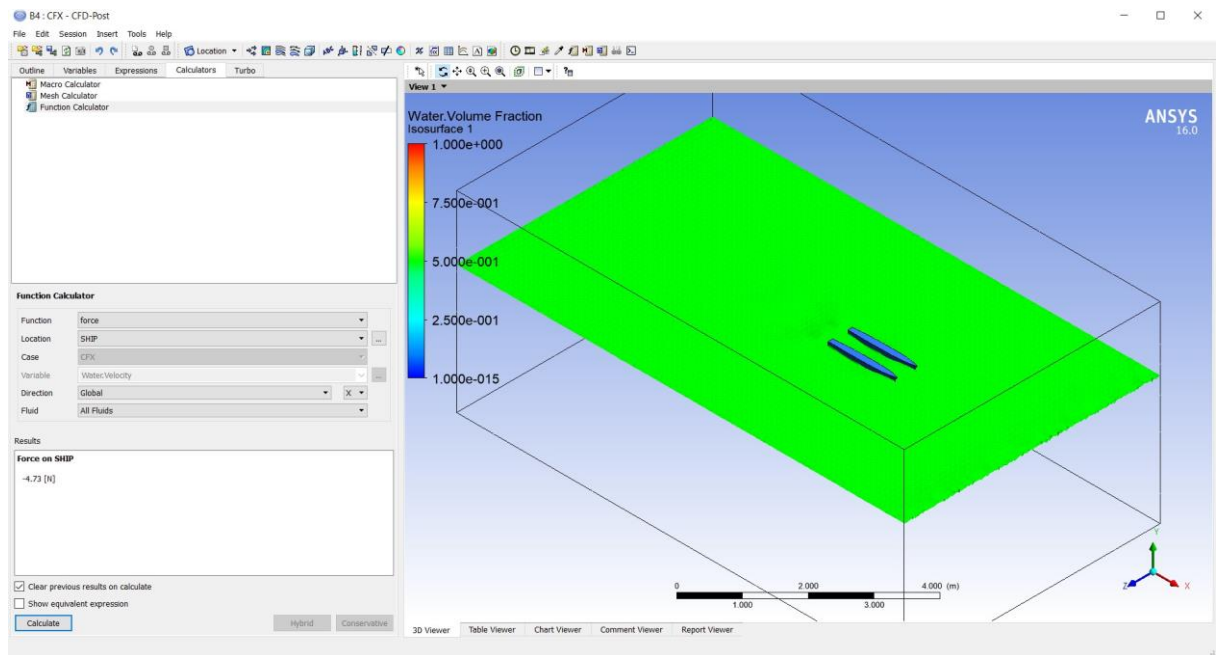 B4 : CFX - CFD-Post
File Edit Session Insert Tools Help
Location
Outline Variables Expressions Calculators Turbo
Macro Calculator
Mesh Calculator
Function Calculator
Function Calculator
Function force
Location SHIP ...
Case CFX
Variable Water.Velocity ...
Direction Global X
Fluid All Fluids
Results
Force on SHIP
-4.73 [N]
Clear previous results on calculate
Show equivalent expression
Calculate Hybrid Conservative
View 1
Water.Volume Fraction
Isosurface 1
1.000e+000
7.500e-001
5.000e-001
2.500e-001
1.000e-015
ANSYS
16.0
0 2.000 4.000 (m)
1.000 3.000
Y
Z X
3D Viewer Table Viewer Chart Viewer Comment Viewer Report Viewer